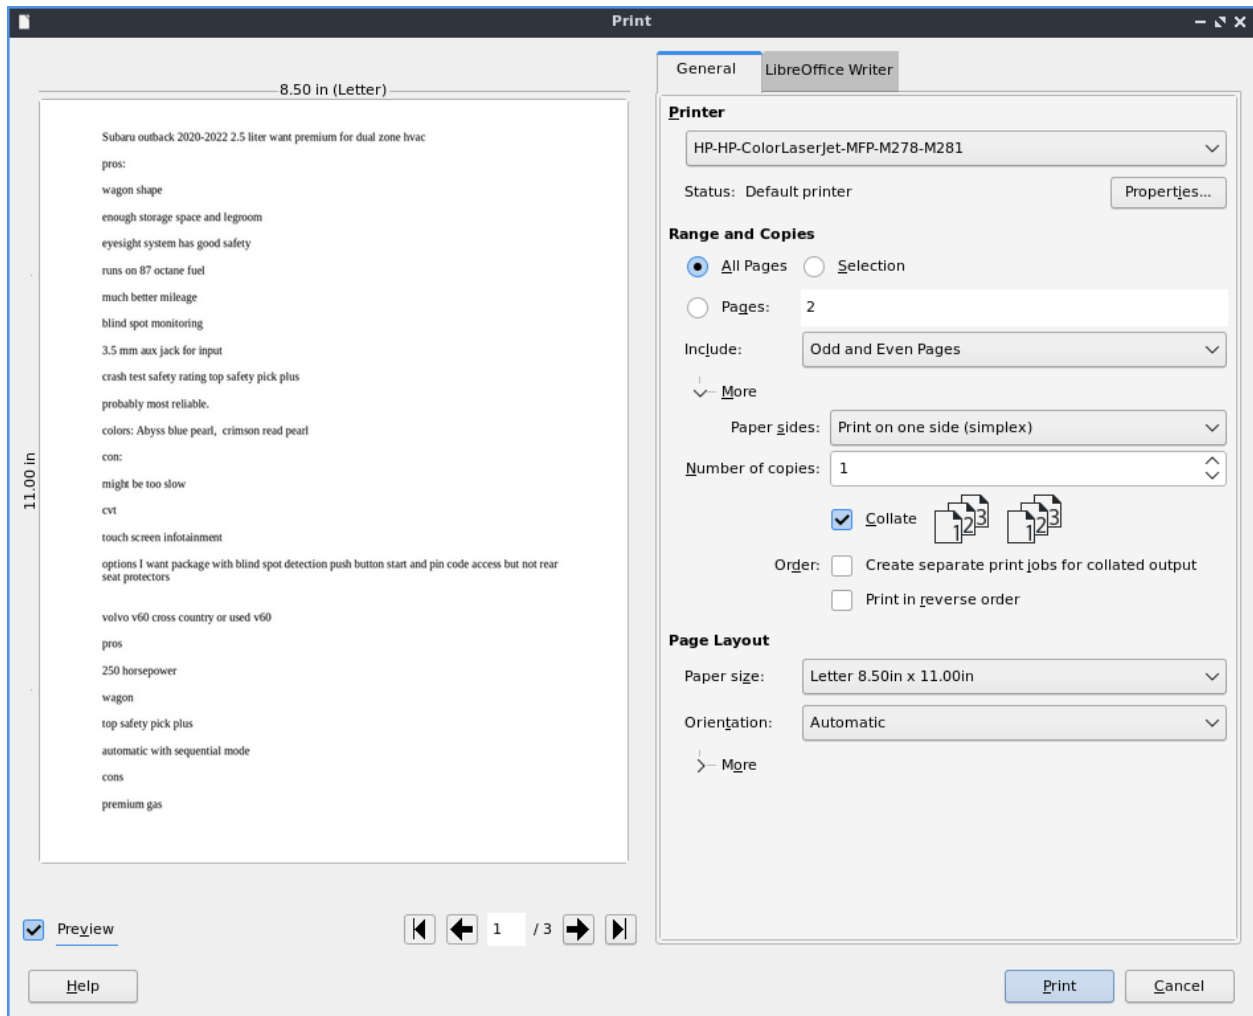 Print
8.50 in (Letter)
11.00 in
Subaru outback 2020-2022 2.5 liter want premium for dual zone hvac
pros:
wagon shape
enough storage space and legroom
eyesight system has good safety
runs on 87 octane fuel
much better mileage
blind spot monitoring
3.5 mm aux jack for input
crash test safety rating top safety pick plus
probably most reliable.
colors: Abyss blue pearl,  crimson read pearl
con:
might be too slow
cvt
touch screen infotainment
options I want package with blind spot detection push button start and pin code access but not rear
seat protectors
volvo v60 cross country or used v60
pros
250 horsepower
wagon
top safety pick plus
automatic with sequential mode
cons
premium gas
Preview
1 / 3
Help
General
LibreOffice Writer
Printer
HP-HP-ColorLaserJet-MFP-M278-M281
Status: Default printer
Properties...
Range and Copies
All Pages
Selection
Pages: 2
Include: Odd and Even Pages
More
Paper sides: Print on one side (simplex)
Number of copies: 1
Collate 1 2 3 1 2 3
Order: Create separate print jobs for collated output
Print in reverse order
Page Layout
Paper size: Letter 8.50in x 11.00in
Orientation: Automatic
More
Print
Cancel